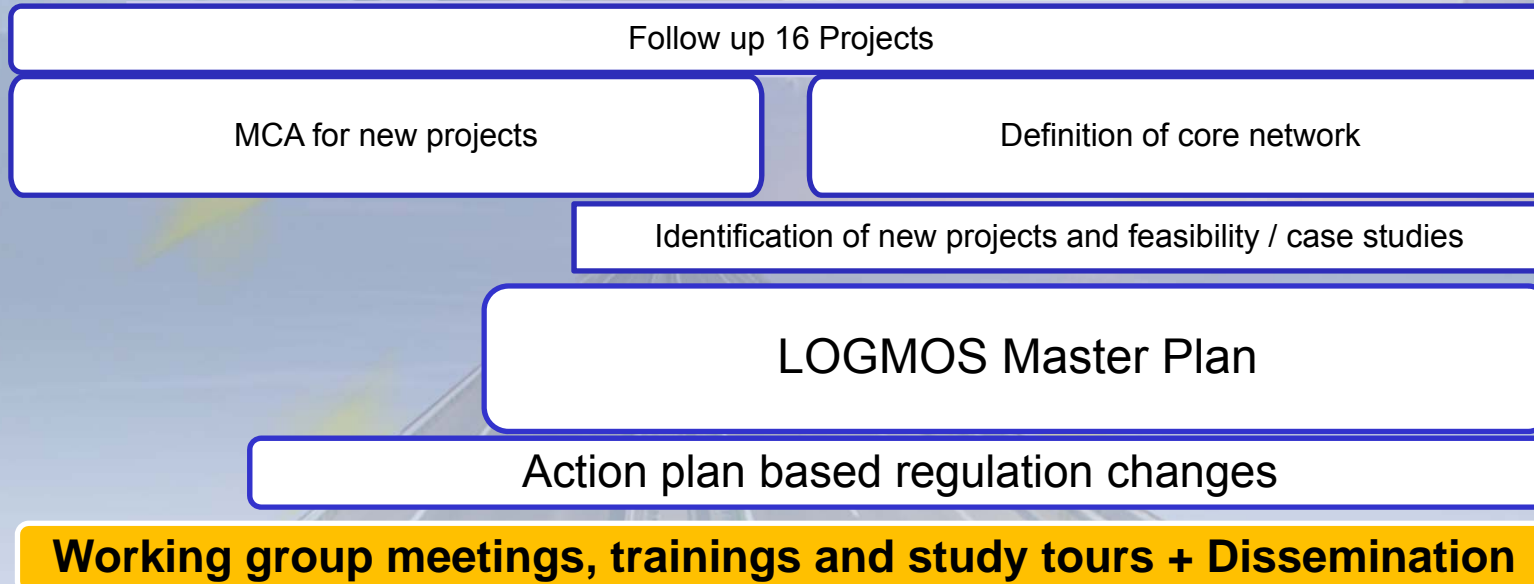 Follow up 16 Projects
MCA for new projects
Definition of core network
Identification of new projects and feasibility / case studies
LOGMOS Master Plan
Action plan based regulation changes
Working group meetings, trainings and study tours + Dissemination